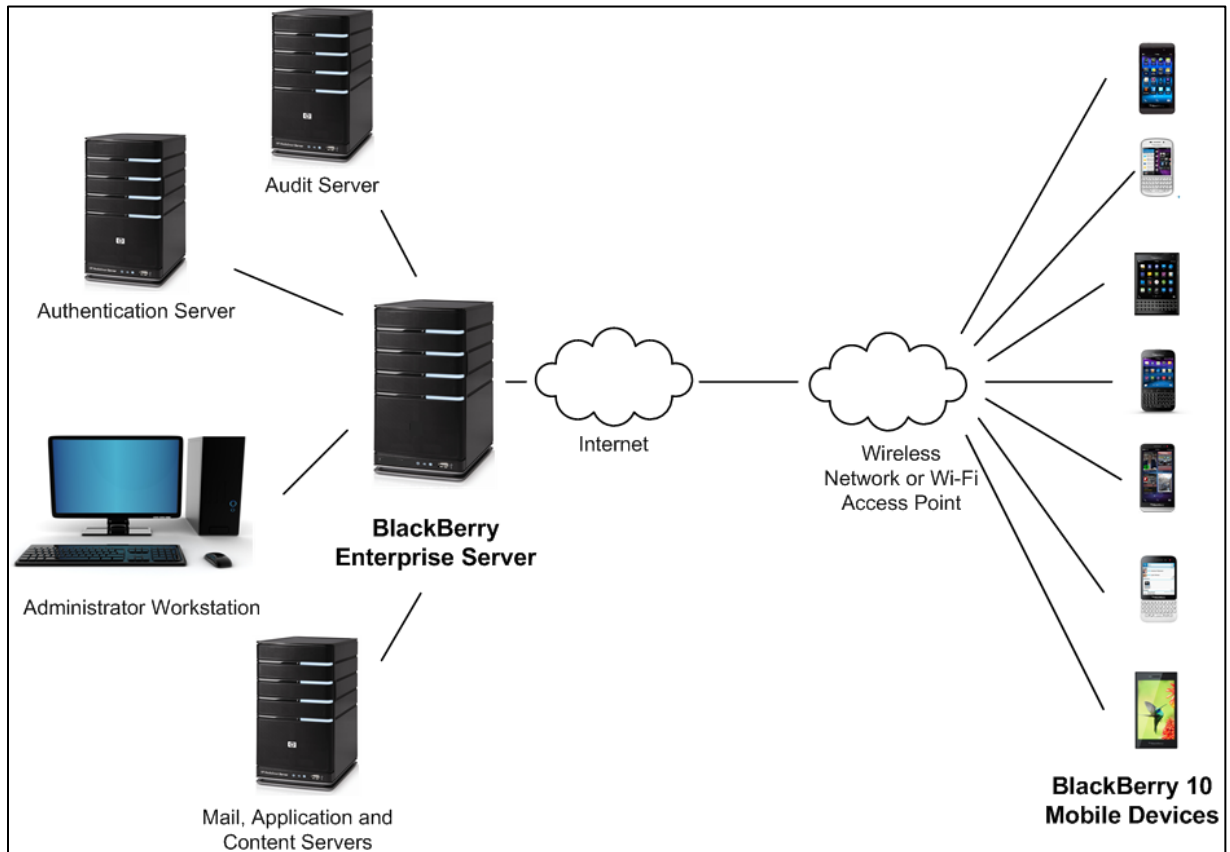 Audit Server
Authentication Server
Administrator Workstation
Mail, Application and
Content Servers
BlackBerry
Enterprise Server
Internet
Wireless
Network or Wi-Fi
Access Point
BlackBerry 10
Mobile Devices